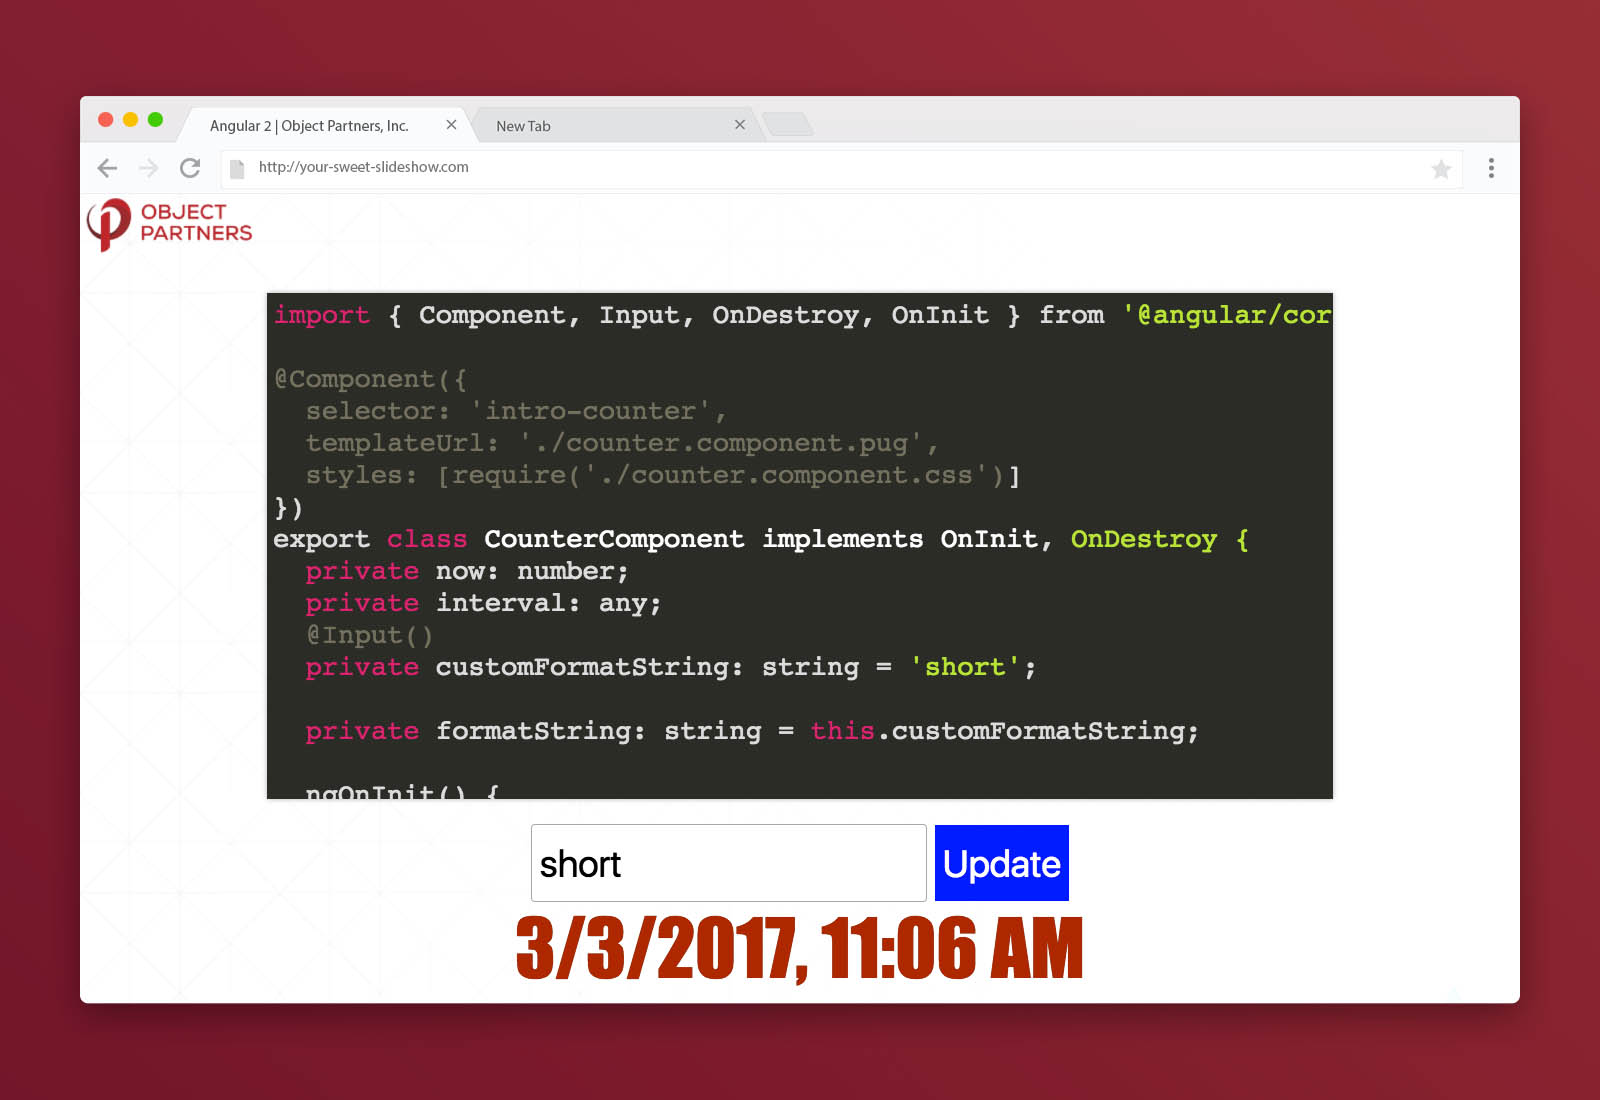 Angular 2 | Object Partners, Inc.
New Tab
http://your-sweet-slideshow.com
OBJECT
PARTNERS
import { Component, Input, OnDestroy, OnInit } from '@angular/cor
@Component({
  selector: 'intro-counter',
  templateUrl: './counter.component.pug',
  styles: [require('./counter.component.css')]
})
export class CounterComponent implements OnInit, OnDestroy {
  private now: number;
  private interval: any;
  @Input()
  private customFormatString: string = 'short';
  private formatString: string = this.customFormatString;
  ngOnInit() {
short
Update
3/3/2017, 11:06 AM